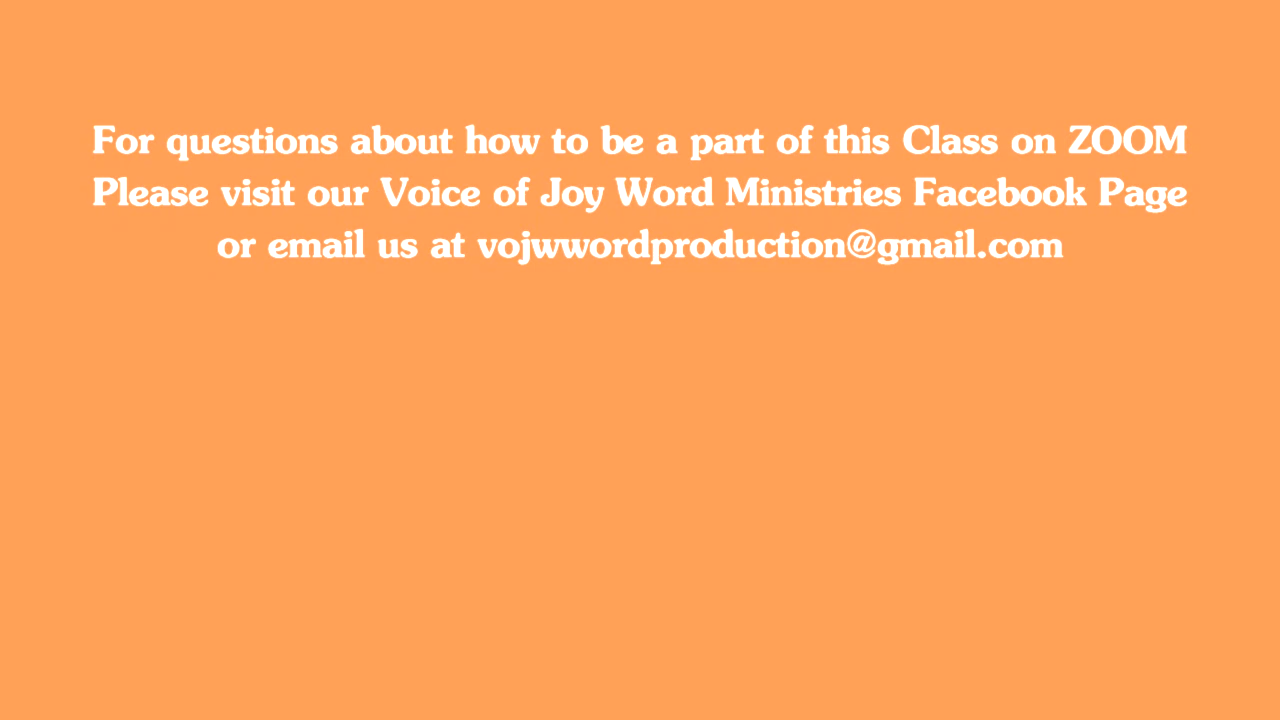 For questions about how to be a part of this Class on ZOOM
Please visit our Voice of Joy Word Ministries Facebook Page
or email us at vojwwordproduction@gmail.com